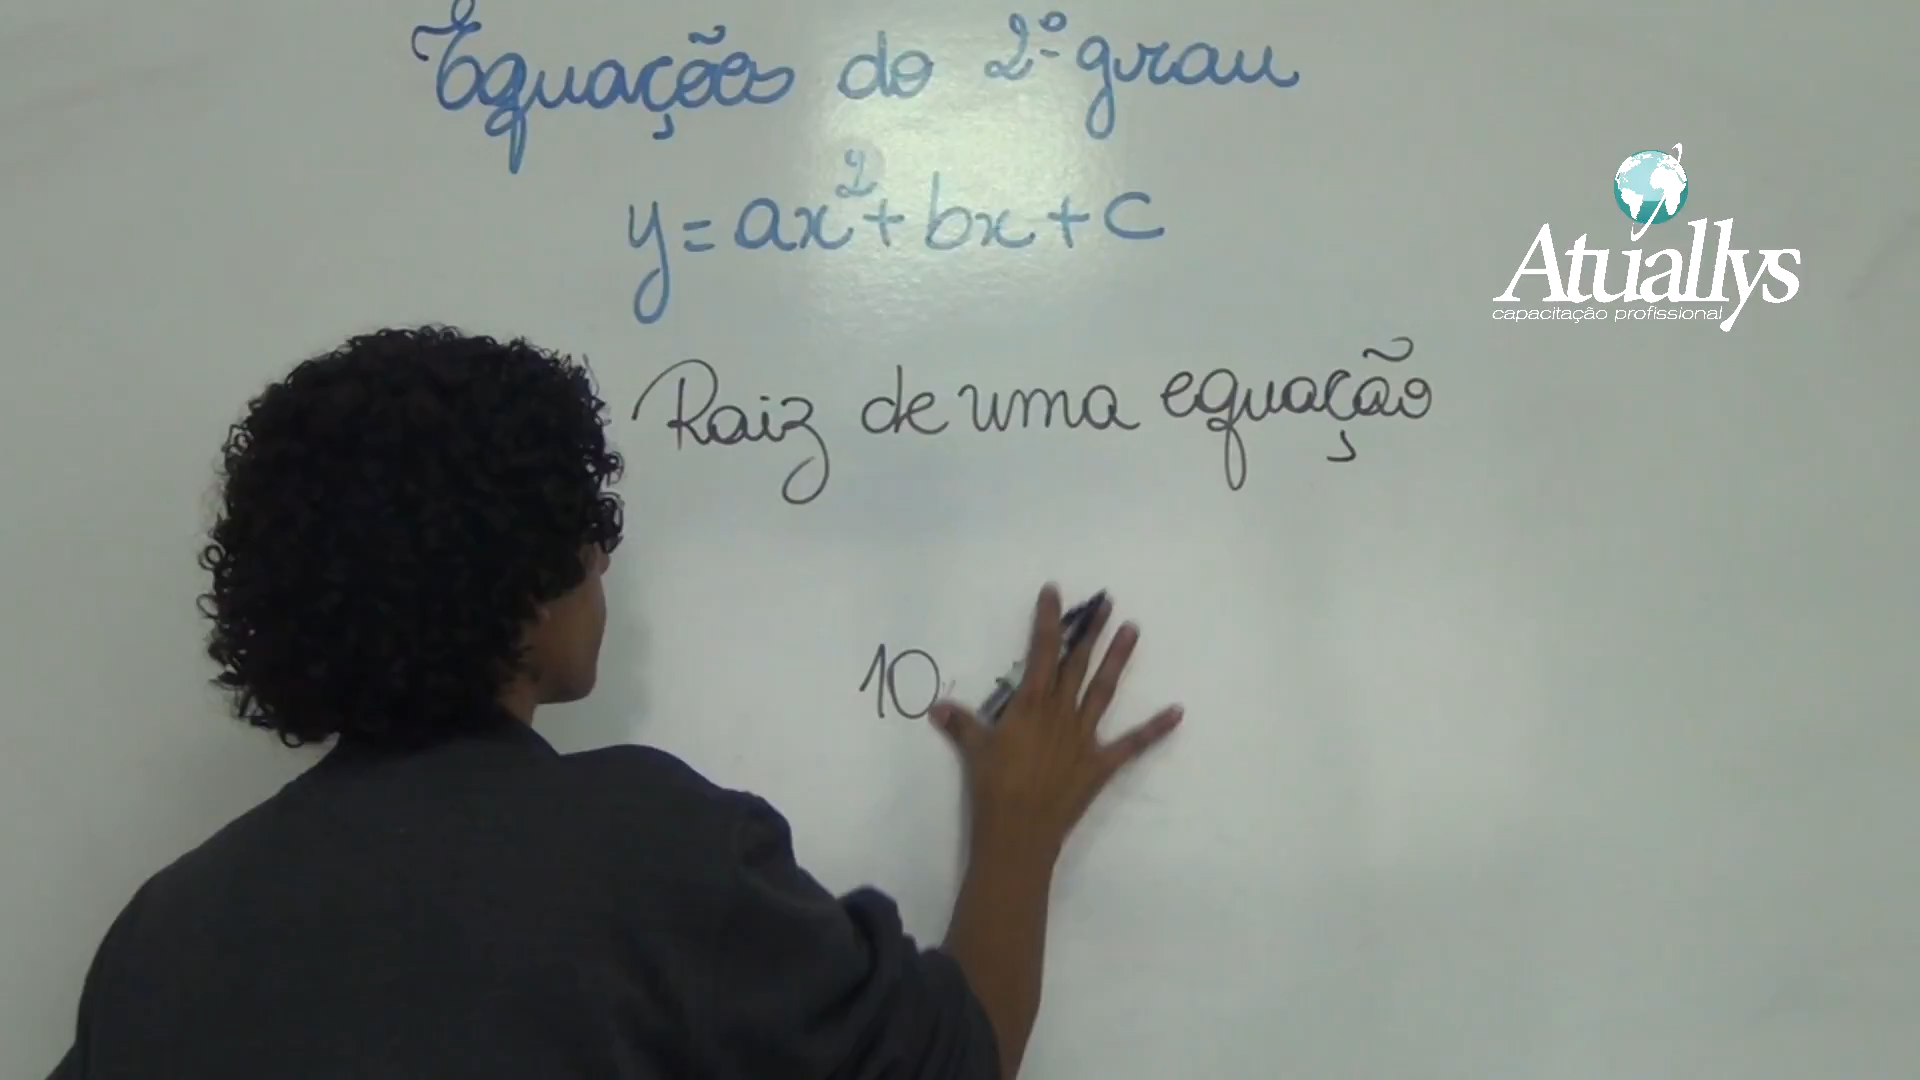 Equações do 2º grau
y = ax² + bx + c
Atuallys
capacitação profissional
Raiz de uma equação
10